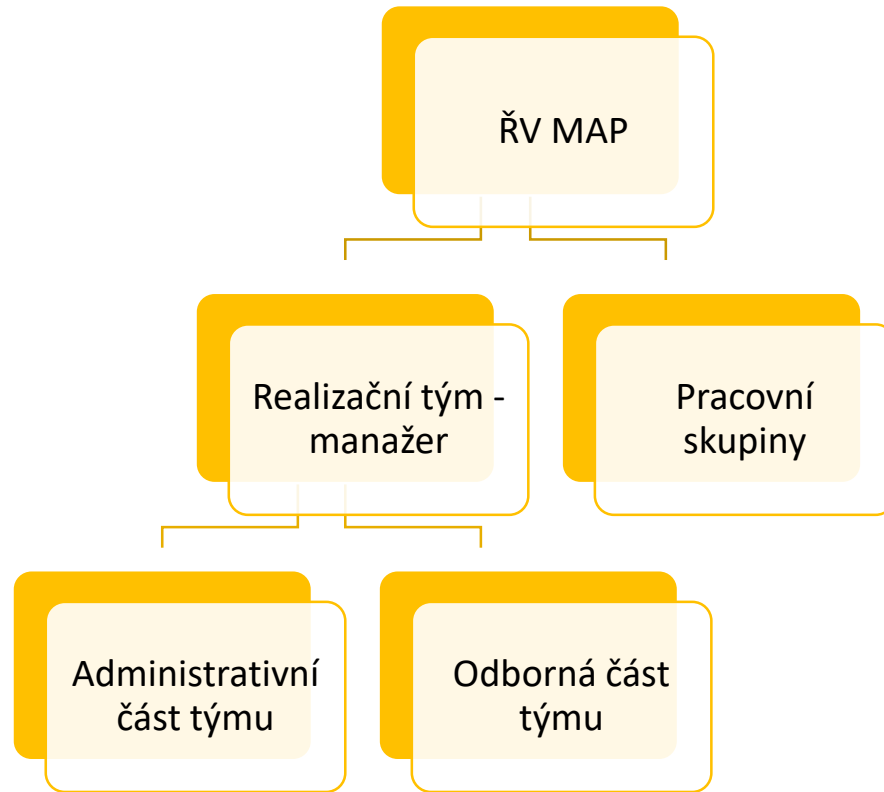 ŘV MAP
Realizační tým -
manažer
Pracovní
skupiny
Administrativní
část týmu
Odborná část
týmu